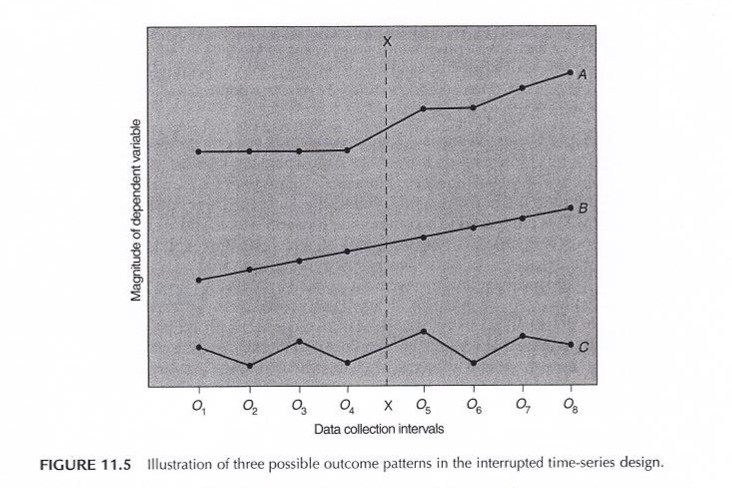 X
A
Magnitude of dependent variable
B
C
O1 O2 O3 O4 X O5 O6 O7 O8
Data collection intervals
FIGURE 11.5 Illustration of three possible outcome patterns in the interrupted time-series design.